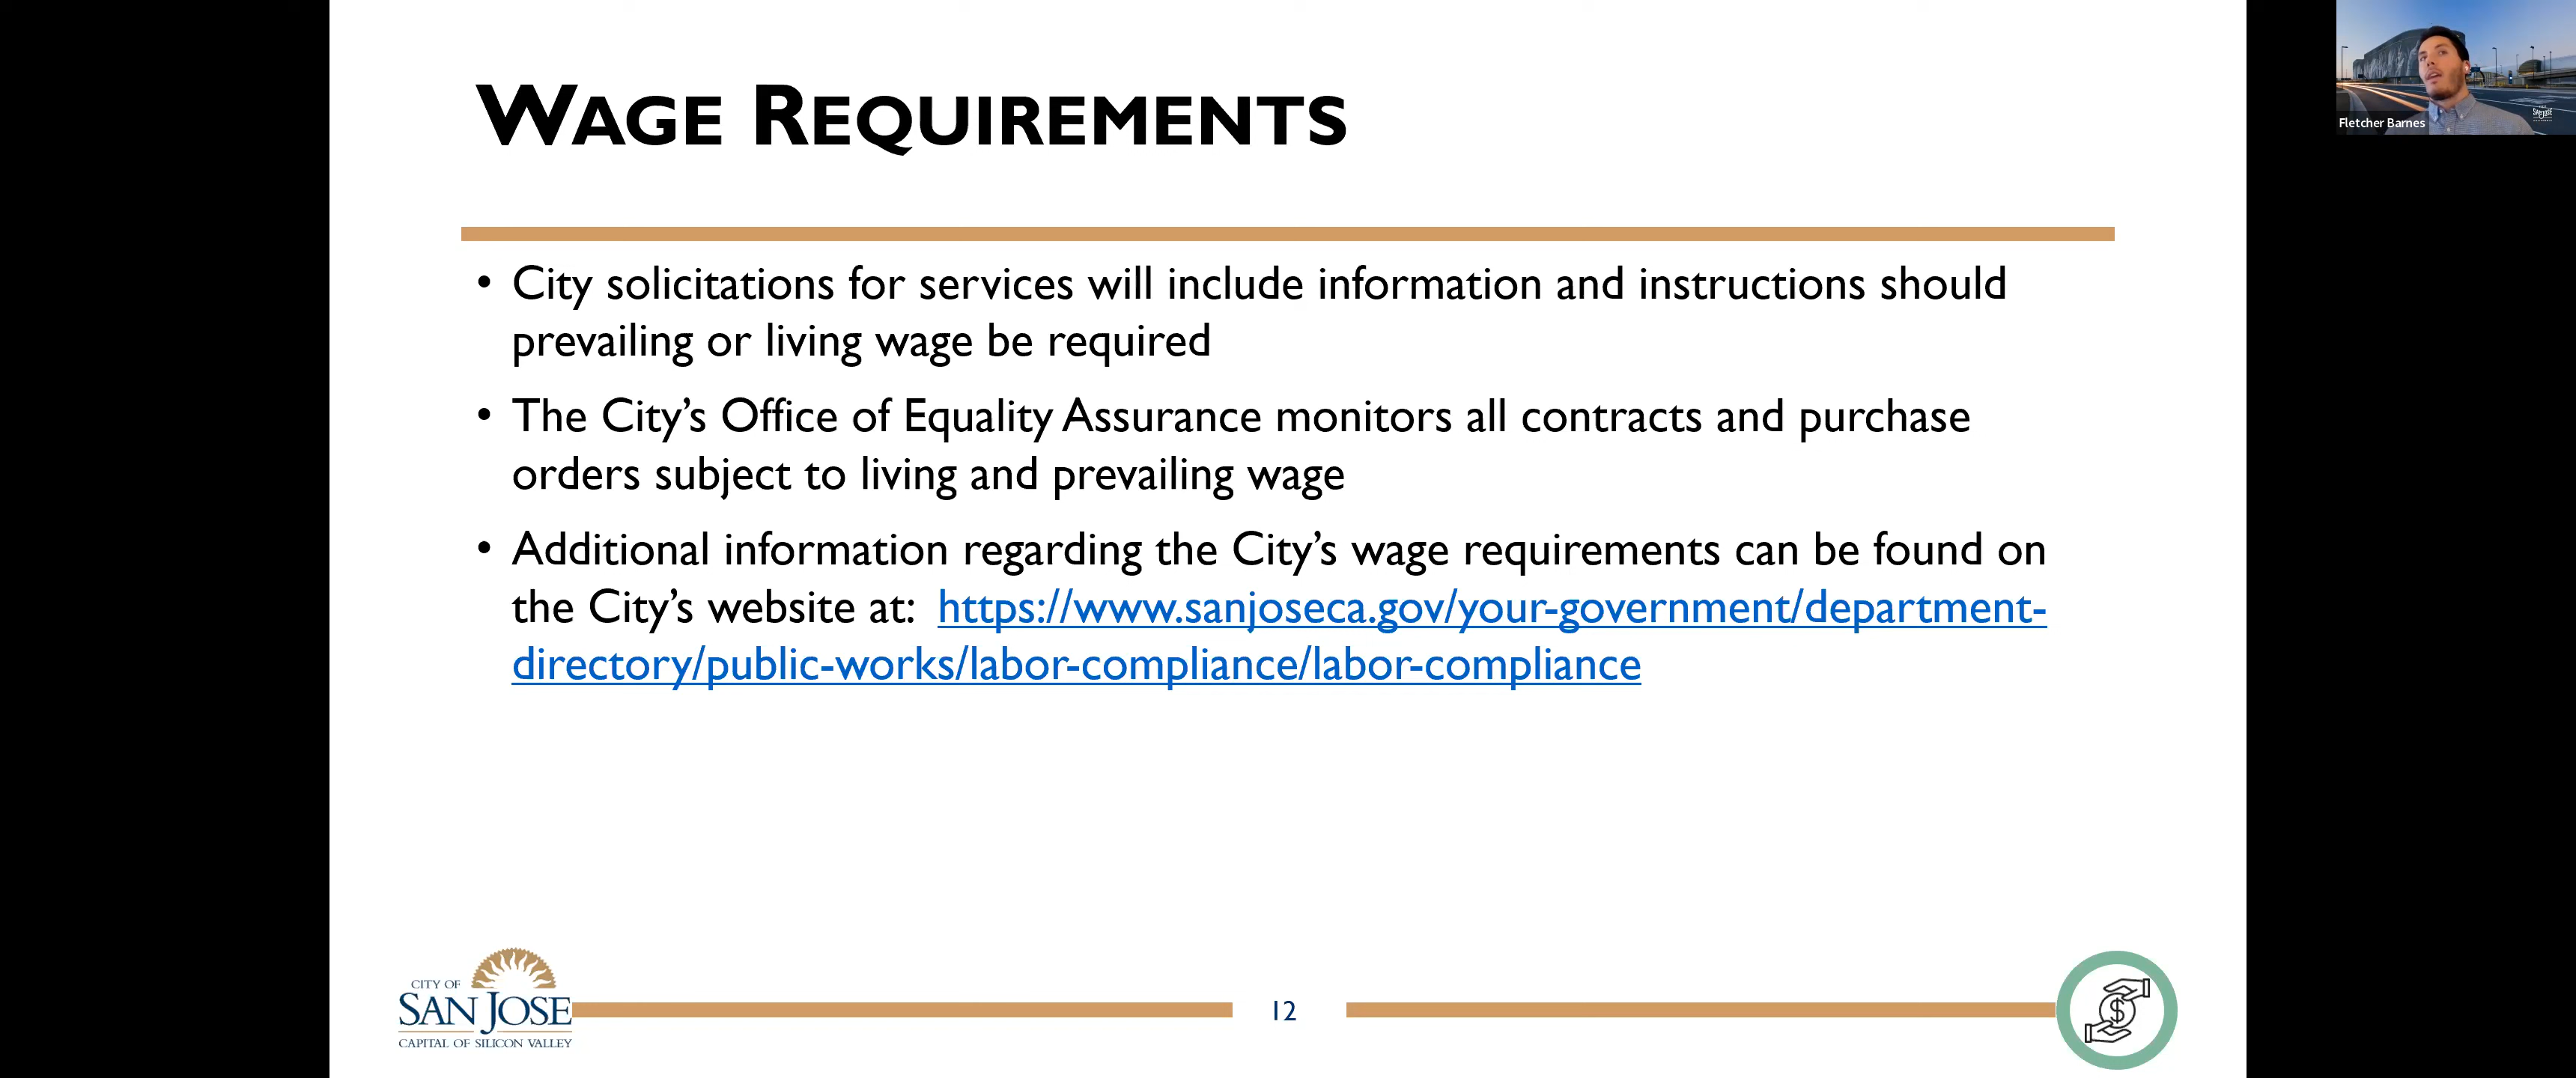 WAGE REQUIREMENTS
• City solicitations for services will include information and instructions should
prevailing or living wage be required
• The City’s Office of Equality Assurance monitors all contracts and purchase
orders subject to living and prevailing wage
• Additional information regarding the City’s wage requirements can be found on
the City’s website at: https://www.sanjoseca.gov/your-government/department-
directory/public-works/labor-compliance/labor-compliance
CITY OF
SAN JOSE
CAPITAL OF SILICON VALLEY
12
$
Fletcher Barnes
SAN JOSE